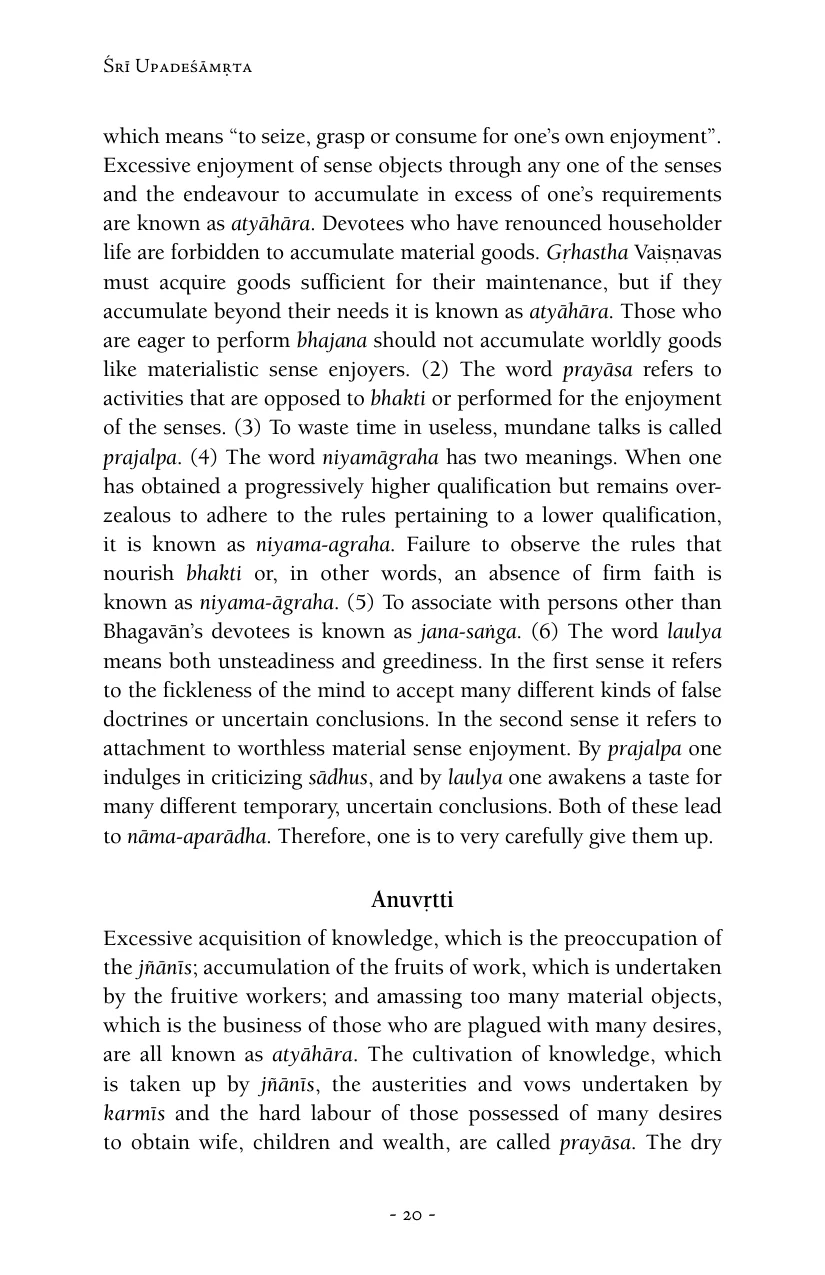 Śrī Upadeśāmṛta
which means “to seize, grasp or consume for one’s own enjoyment”.
Excessive enjoyment of sense objects through any one of the senses
and the endeavour to accumulate in excess of one’s requirements
are known as atyāhāra. Devotees who have renounced householder
life are forbidden to accumulate material goods. Gṛhastha Vaiṣṇavas
must acquire goods sufficient for their maintenance, but if they
accumulate beyond their needs it is known as atyāhāra. Those who
are eager to perform bhajana should not accumulate worldly goods
like materialistic sense enjoyers. (2) The word prayāsa refers to
activities that are opposed to bhakti or performed for the enjoyment
of the senses. (3) To waste time in useless, mundane talks is called
prajalpa. (4) The word niyamāgraha has two meanings. When one
has obtained a progressively higher qualification but remains over-
zealous to adhere to the rules pertaining to a lower qualification,
it is known as niyama-agraha. Failure to observe the rules that
nourish bhakti or, in other words, an absence of firm faith is
known as niyama-āgraha. (5) To associate with persons other than
Bhagavān’s devotees is known as jana-saṅga. (6) The word laulya
means both unsteadiness and greediness. In the first sense it refers
to the fickleness of the mind to accept many different kinds of false
doctrines or uncertain conclusions. In the second sense it refers to
attachment to worthless material sense enjoyment. By prajalpa one
indulges in criticizing sādhus, and by laulya one awakens a taste for
many different temporary, uncertain conclusions. Both of these lead
to nāma-aparādha. Therefore, one is to very carefully give them up.
Anuvṛtti
Excessive acquisition of knowledge, which is the preoccupation of
the jñānīs; accumulation of the fruits of work, which is undertaken
by the fruitive workers; and amassing too many material objects,
which is the business of those who are plagued with many desires,
are all known as atyāhāra. The cultivation of knowledge, which
is taken up by jñānīs, the austerities and vows undertaken by
karmīs and the hard labour of those possessed of many desires
to obtain wife, children and wealth, are called prayāsa. The dry
- 20 -